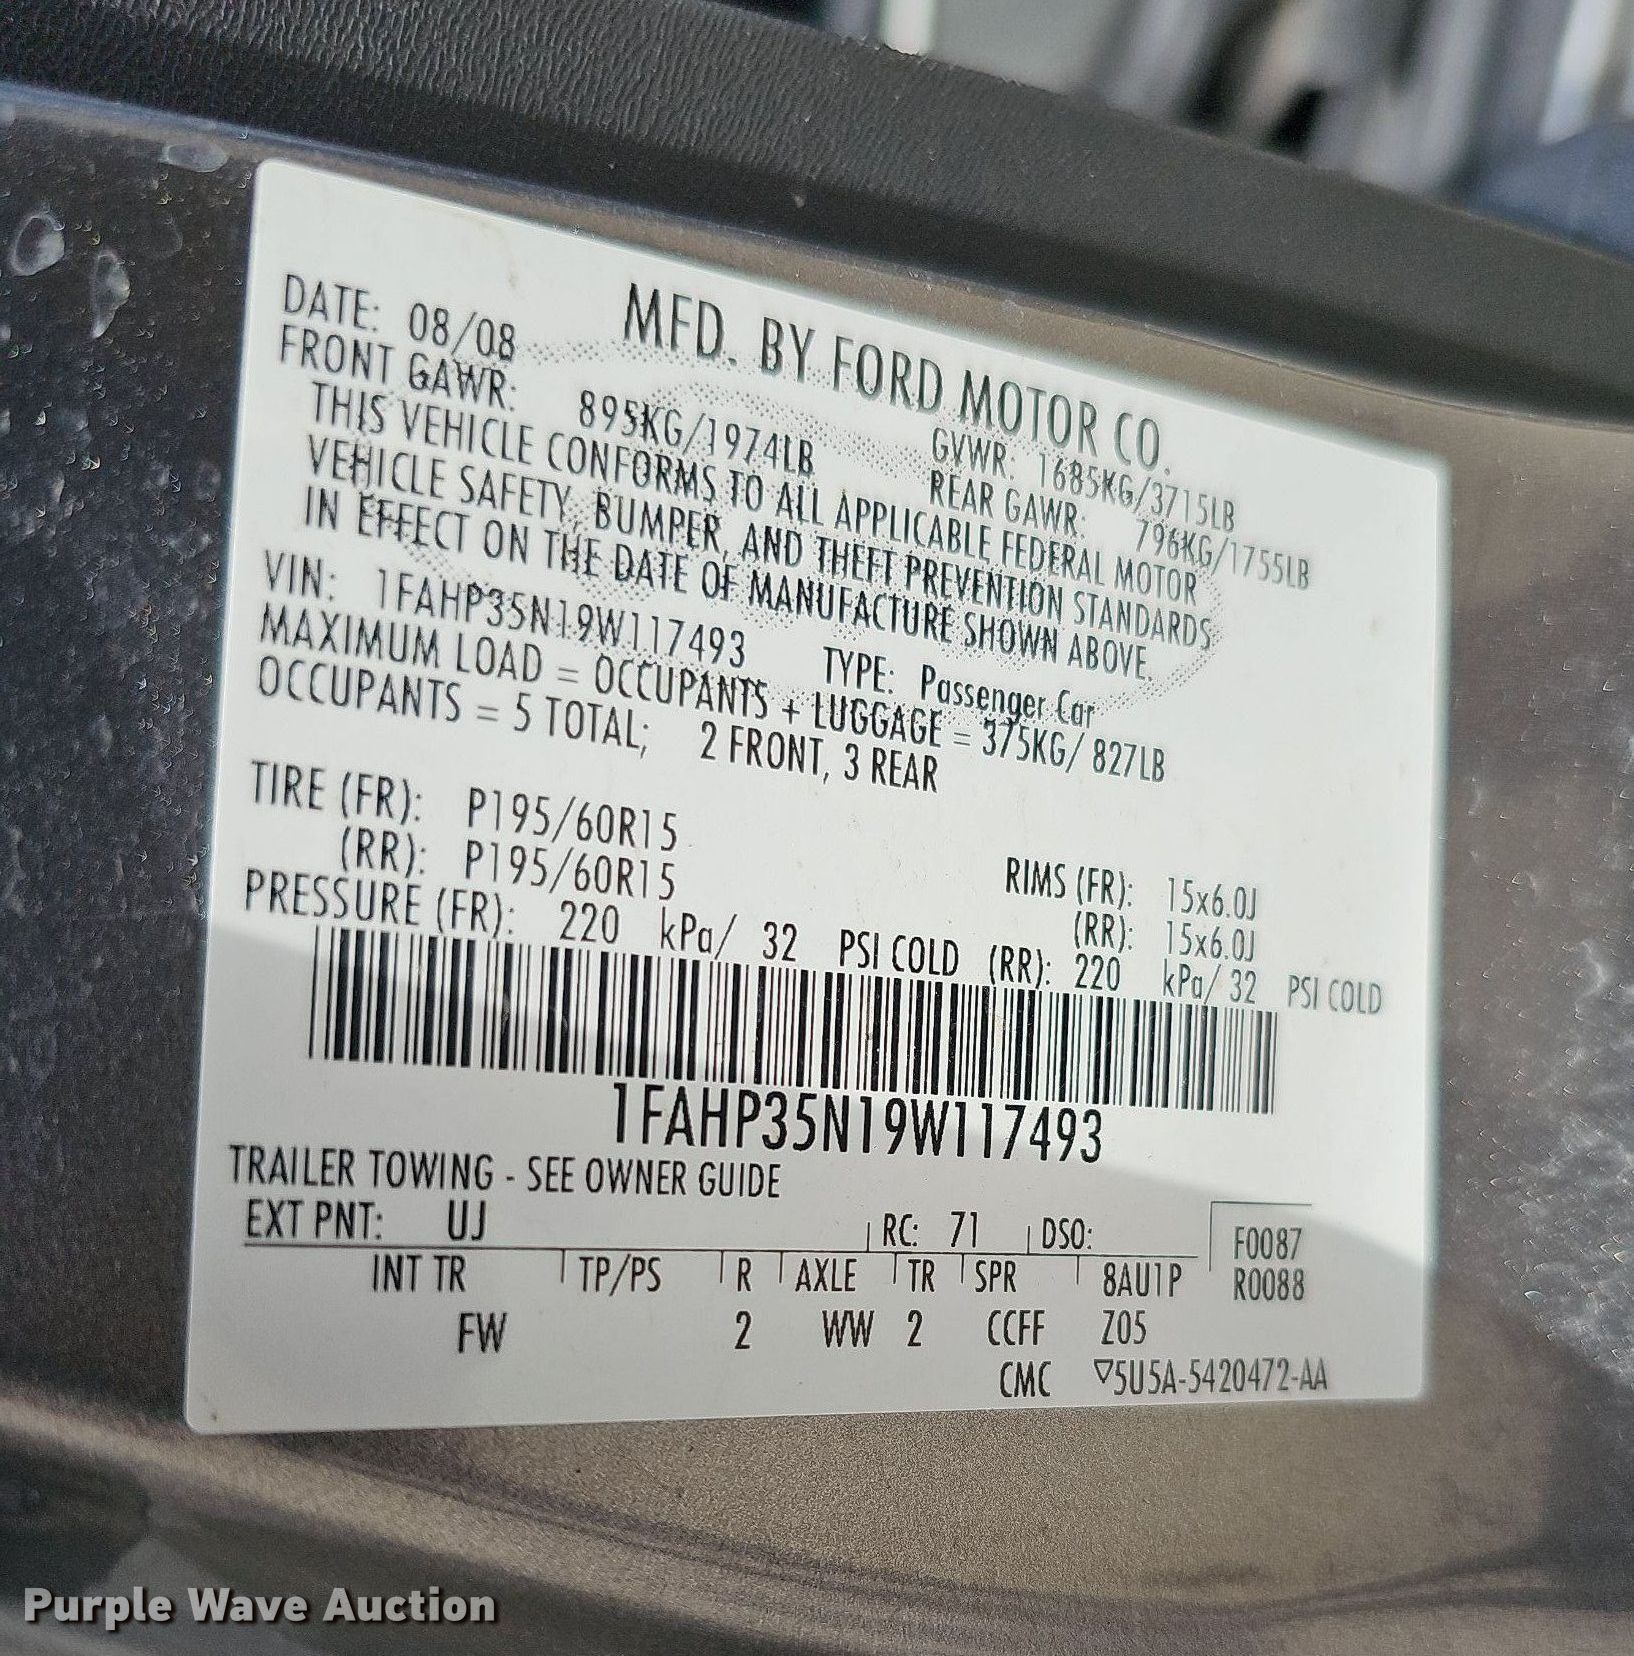 MFD. BY FORD MOTOR CO.
DATE: 08/08 GVWR: 1685KG/3715LB
FRONT GAWR: 895KG/1974LB REAR GAWR: 796KG/1755LB
THIS VEHICLE CONFORMS TO ALL APPLICABLE FEDERAL MOTOR
VEHICLE SAFETY, BUMPER, AND THEFT PREVENTION STANDARDS
IN EFFECT ON THE DATE OF MANUFACTURE SHOWN ABOVE.
VIN: 1FAHP35N19W117493 TYPE: Passenger Car
MAXIMUM LOAD = OCCUPANTS + LUGGAGE = 375KG/ 827LB
OCCUPANTS = 5 TOTAL; 2 FRONT, 3 REAR
TIRE (FR): P195/60R15 RIMS (FR): 15x6.0J
(RR): P195/60R15 (RR): 15x6.0J
PRESSURE (FR): 220 kPa/ 32 PSI COLD (RR): 220 kPa/ 32 PSI COLD
1FAHP35N19W117493
TRAILER TOWING - SEE OWNER GUIDE
EXT PNT: UJ RC: 71 DSO: F0087
INT TR TP/PS R AXLE TR SPR 8AU1P R0088
FW 2 WW 2 CCFF Z05
CMC ▽5U5A-5420472-AA
Purple Wave Auction